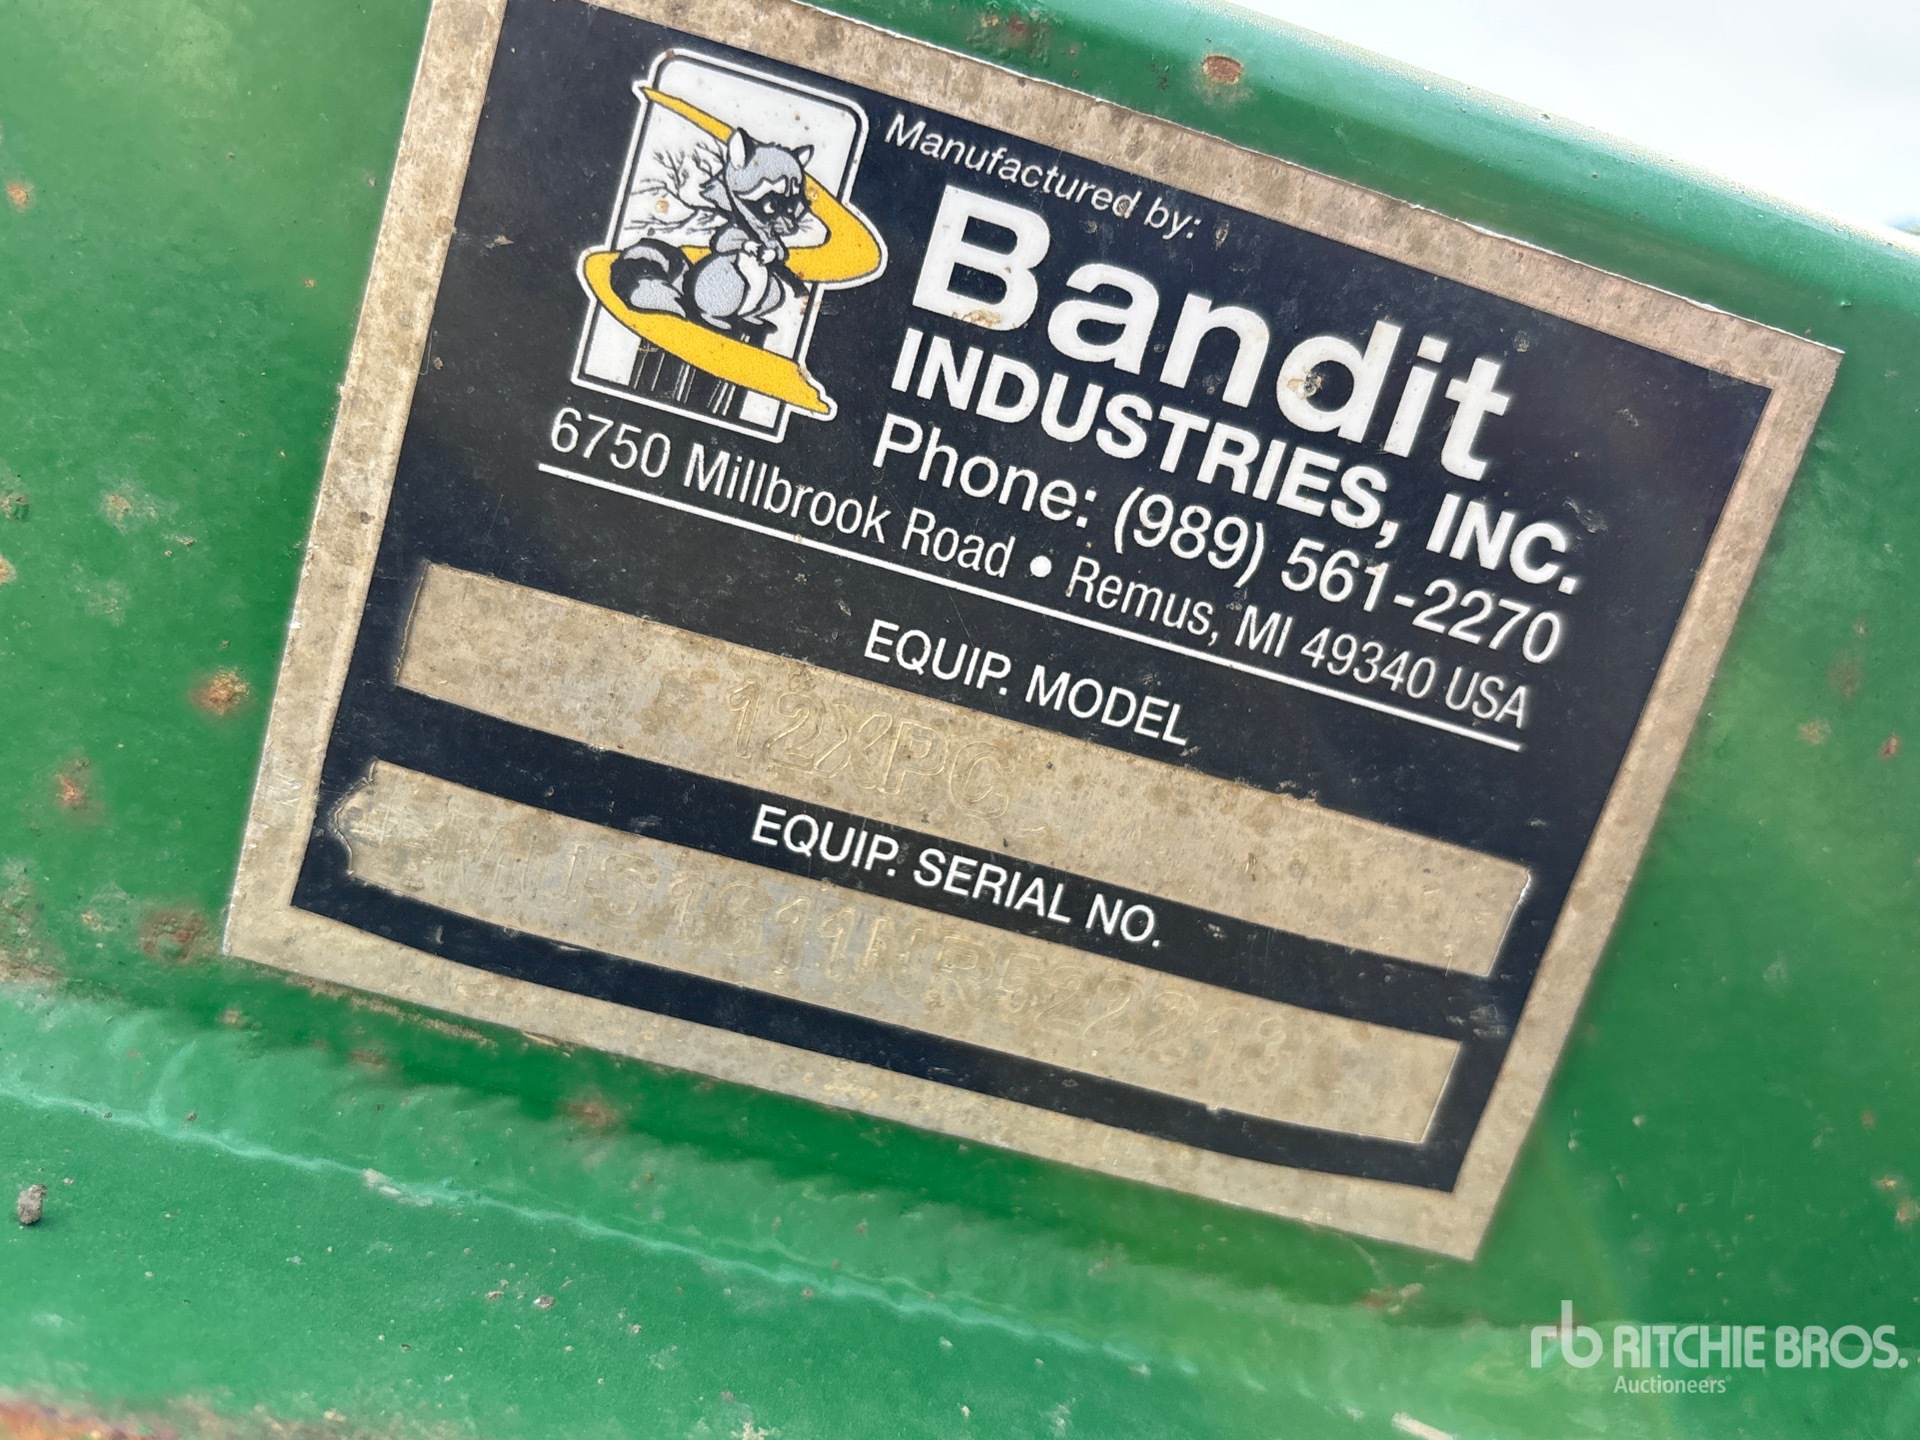 Manufactured by:
Bandit
INDUSTRIES, INC.
Phone: (989) 561-2270
6750 Millbrook Road • Remus, MI 49340 USA
EQUIP. MODEL
12XPC
EQUIP. SERIAL NO.
rb RITCHIE BROS.
Auctioneers